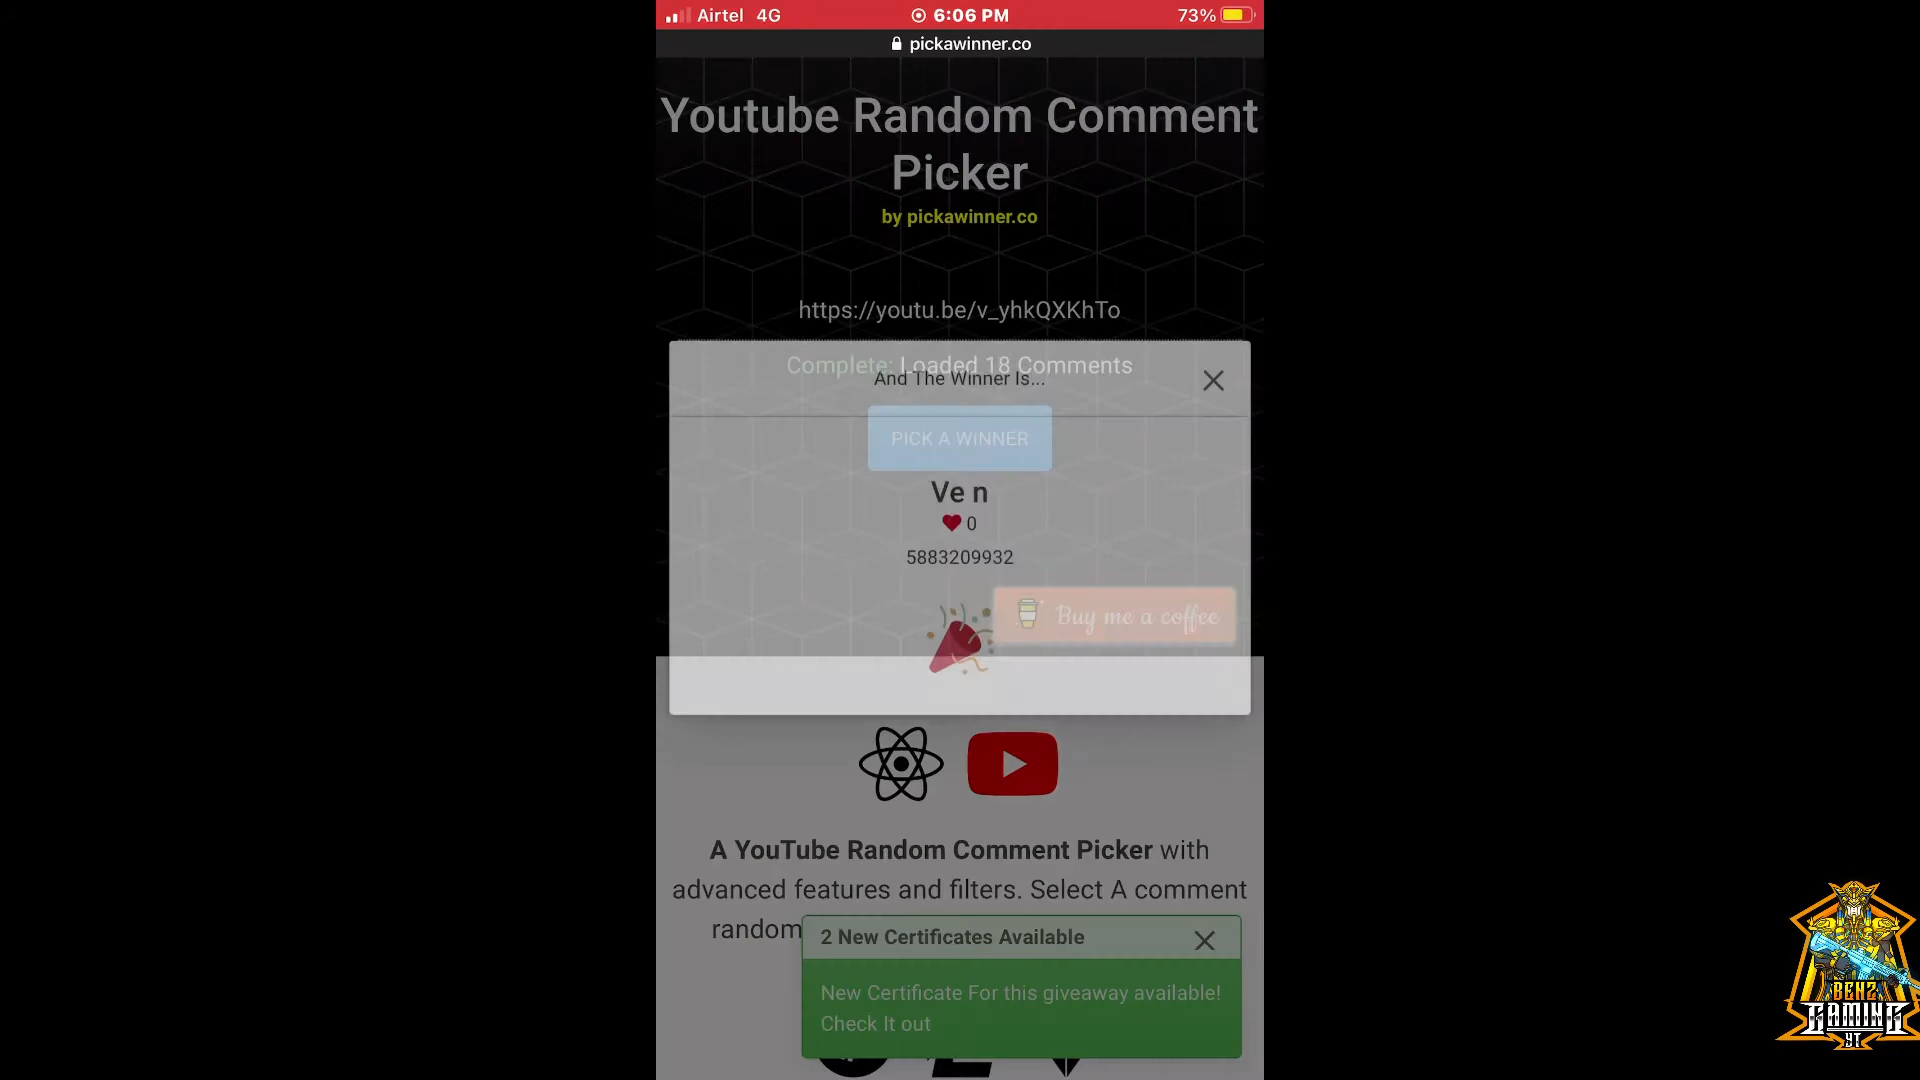 Airtel 4G 6:06 PM 73%
pickawinner.co
Youtube Random Comment
Picker
by pickawinner.co
https://youtu.be/v_yhkQXKhTo
Complete: Loaded 18 Comments
And The Winner Is...
PICK A WINNER
Ve n
0
5883209932
Buy me a coffee
A YouTube Random Comment Picker with
advanced features and filters. Select A comment
random
2 New Certificates Available
New Certificate For this giveaway available!
Check It out
BENZ
GAMING
YT